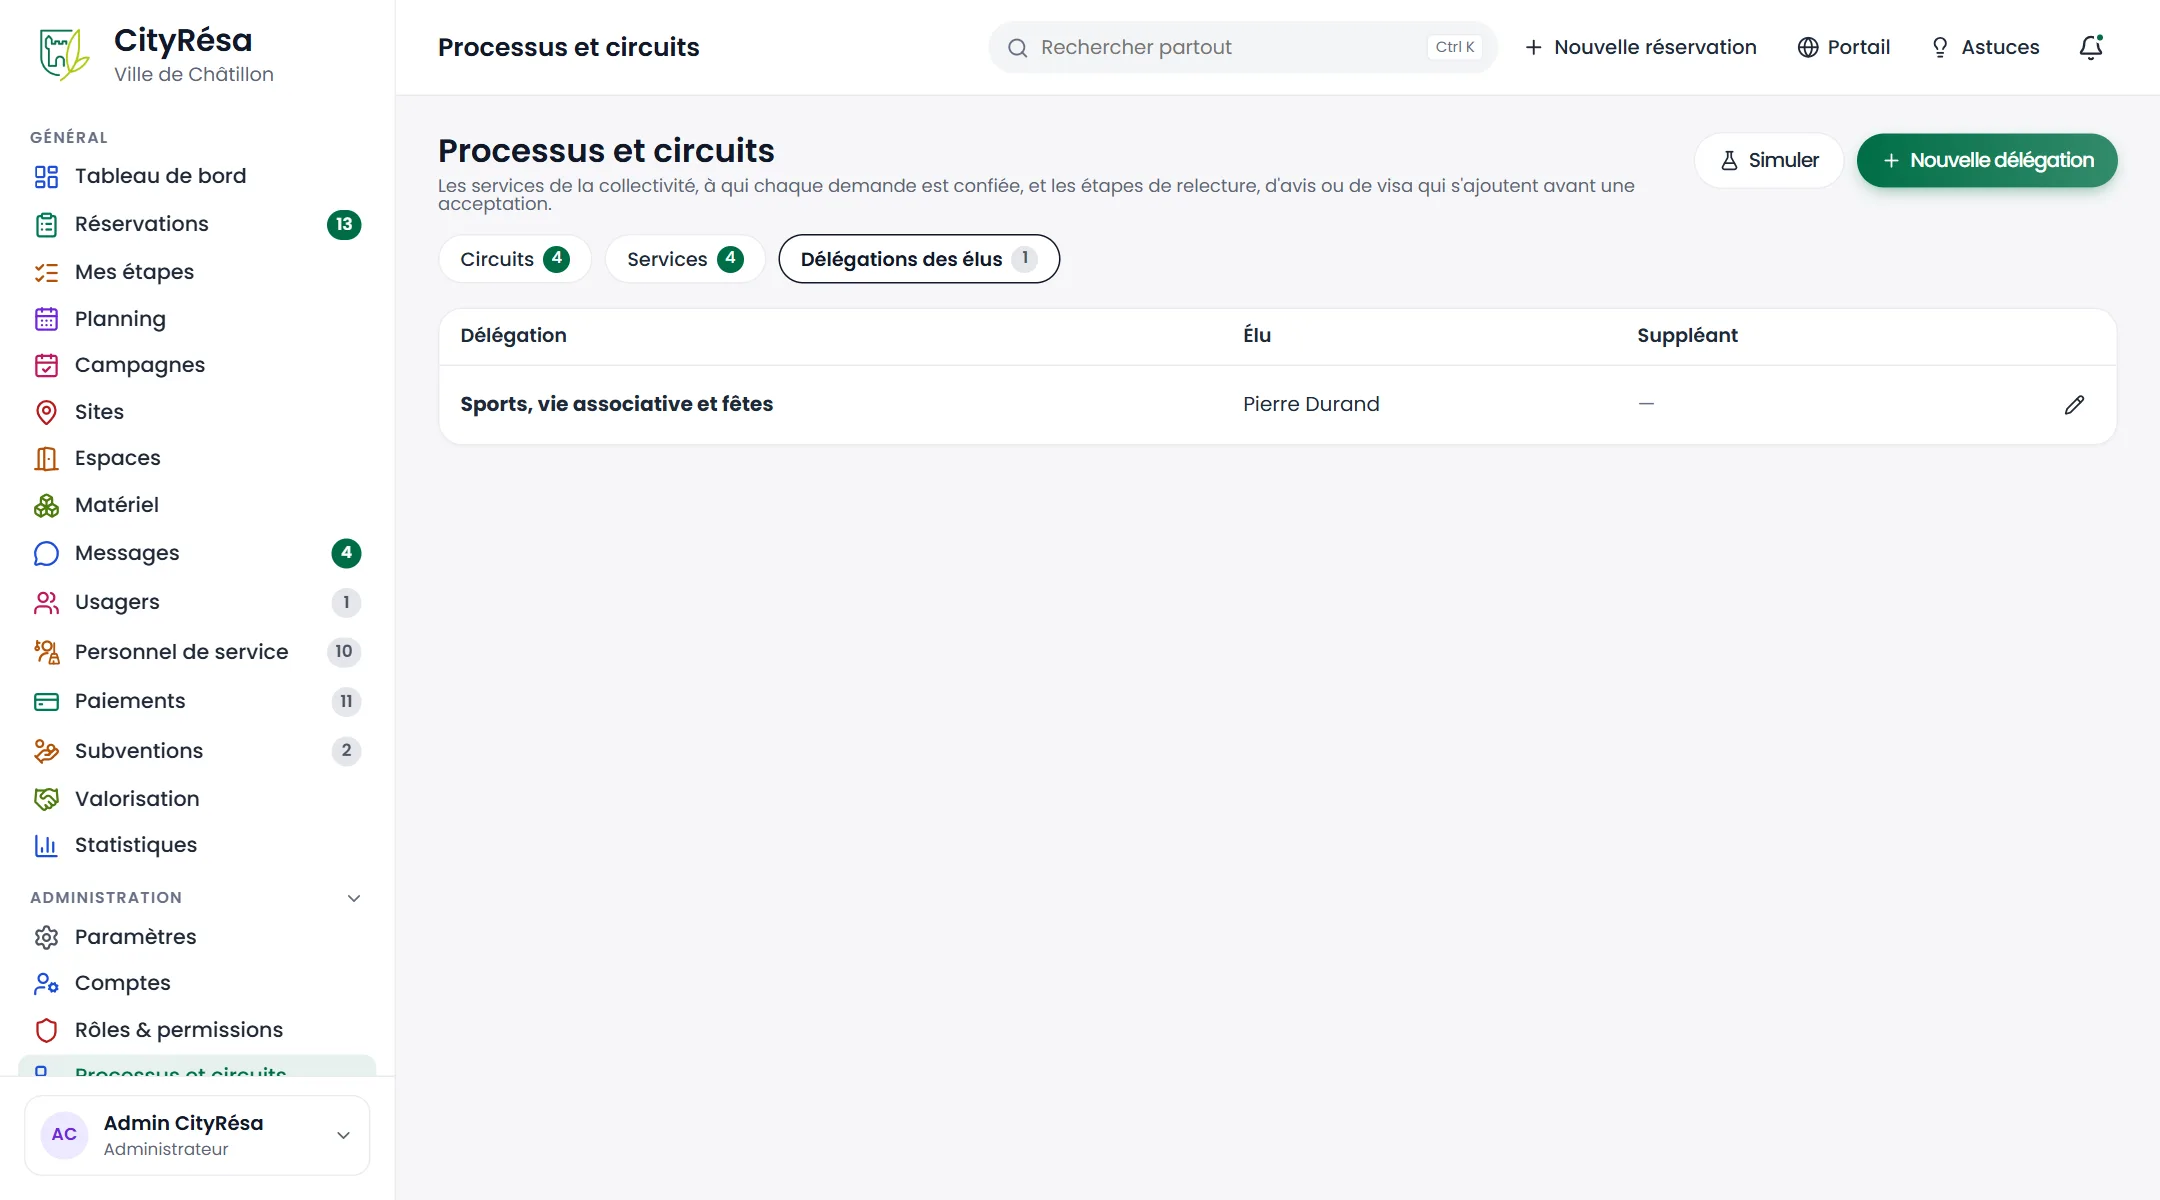 CityRésa
Ville de Châtillon
GÉNÉRAL
Tableau de bord
Réservations 13
Mes étapes
Planning
Campagnes
Sites
Espaces
Matériel
Messages 4
Usagers 1
Personnel de service 10
Paiements 11
Subventions 2
Valorisation
Statistiques
ADMINISTRATION
Paramètres
Comptes
Rôles & permissions
Processus et circuits
AC
Admin CityRésa
Administrateur
Processus et circuits
Rechercher partout Ctrl K
+ Nouvelle réservation
Portail
Astuces
Processus et circuits
Les services de la collectivité, à qui chaque demande est confiée, et les étapes de relecture, d'avis ou de visa qui s'ajoutent avant une
acceptation.
Simuler
+ Nouvelle délégation
Circuits 4
Services 4
Délégations des élus 1
Délégation Élu Suppléant
Sports, vie associative et fêtes Pierre Durand —